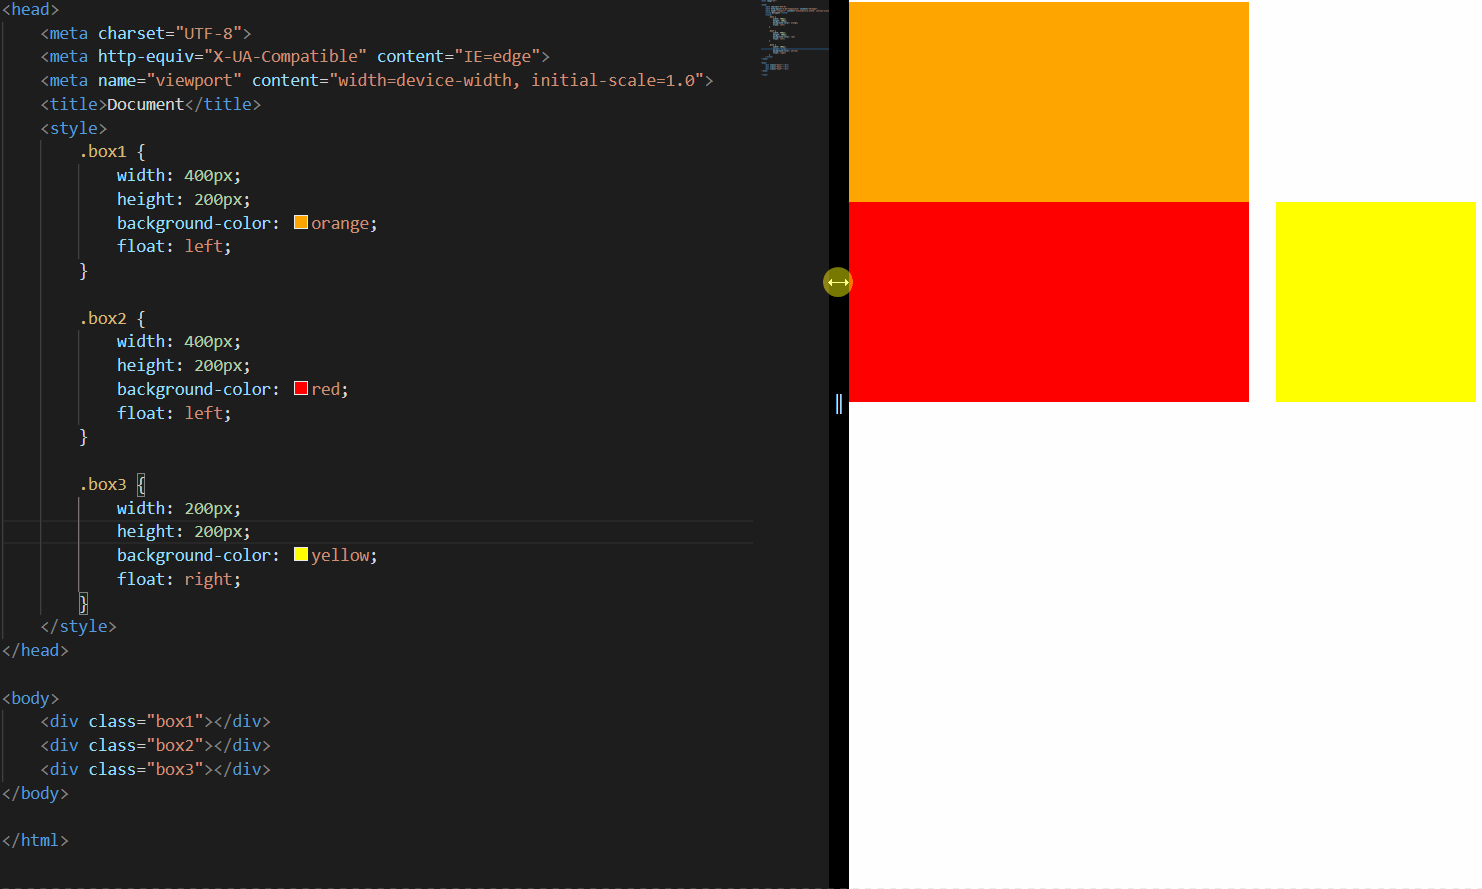 <head>
<meta charset="UTF-8">
<meta http-equiv="X-UA-Compatible" content="IE=edge">
<meta name="viewport" content="width=device-width, initial-scale=1.0">
<title>Document</title>
<style>
.box1 {
width: 400px;
height: 200px;
background-color: orange;
float: left;
}
.box2 {
width: 400px;
height: 200px;
background-color: red;
float: left;
}
.box3 {
width: 200px;
height: 200px;
background-color: yellow;
float: right;
}
</style>
</head>
<body>
<div class="box1"></div>
<div class="box2"></div>
<div class="box3"></div>
</body>
</html>